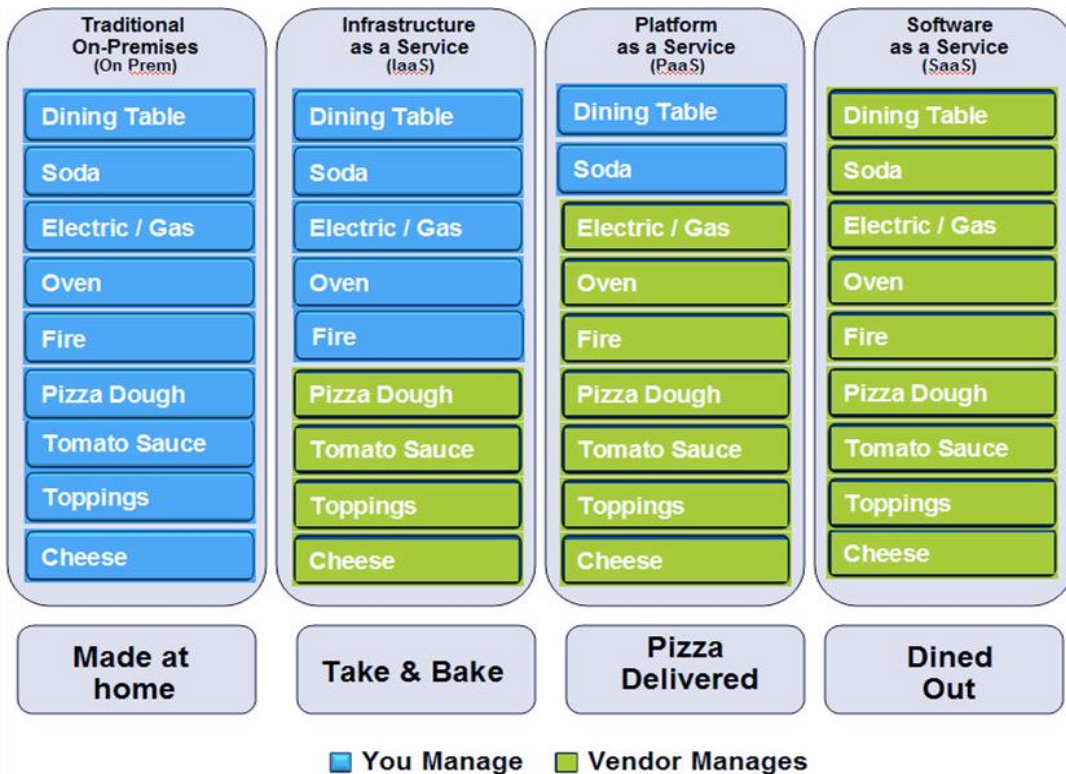 Traditional
On-Premises
(On Prem)
Dining Table
Soda
Electric / Gas
Oven
Fire
Pizza Dough
Tomato Sauce
Toppings
Cheese
Made at
home
Infrastructure
as a Service
(IaaS)
Dining Table
Soda
Electric / Gas
Oven
Fire
Pizza Dough
Tomato Sauce
Toppings
Cheese
Take & Bake
Platform
as a Service
(PaaS)
Dining Table
Soda
Electric / Gas
Oven
Fire
Pizza Dough
Tomato Sauce
Toppings
Cheese
Pizza
Delivered
Software
as a Service
(SaaS)
Dining Table
Soda
Electric / Gas
Oven
Fire
Pizza Dough
Tomato Sauce
Toppings
Cheese
Dined
Out
You Manage
Vendor Manages